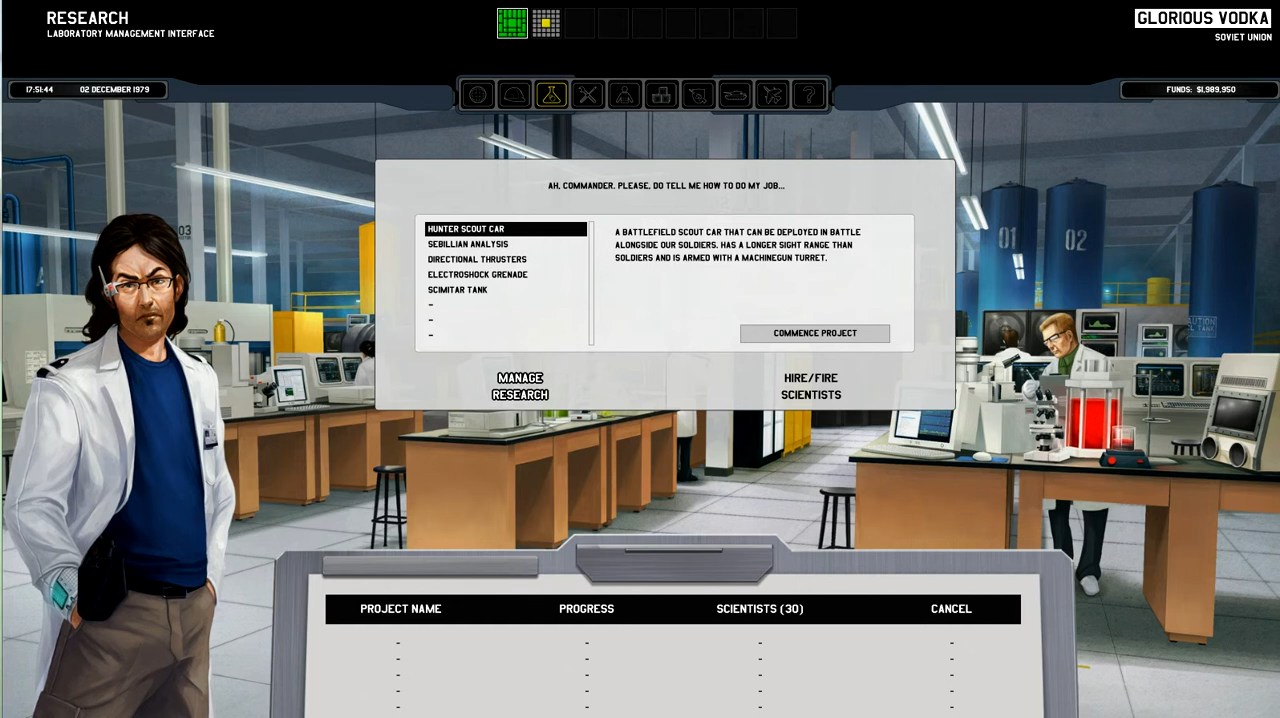 RESEARCH
LABORATORY MANAGEMENT INTERFACE
GLORIOUS VODKA
SOVIET UNION
17:51:44 02 DECEMBER 1979
?
FUNDS: $1,989,950
AH, COMMANDER. PLEASE, DO TELL ME HOW TO DO MY JOB...
HUNTER SCOUT CAR
SEBILLIAN ANALYSIS
DIRECTIONAL THRUSTERS
ELECTROSHOCK GRENADE
SCIMITAR TANK
-
-
-
A BATTLEFIELD SCOUT CAR THAT CAN BE DEPLOYED IN BATTLE
ALONGSIDE OUR SOLDIERS. HAS A LONGER SIGHT RANGE THAN
SOLDIERS AND IS ARMED WITH A MACHINEGUN TURRET.
COMMENCE PROJECT
MANAGE
RESEARCH
HIRE/FIRE
SCIENTISTS
03
01
02
CAUTION
TANK
PROJECT NAME PROGRESS SCIENTISTS (30) CANCEL
- - - -
- - - -
- - - -
- - - -
- - - -